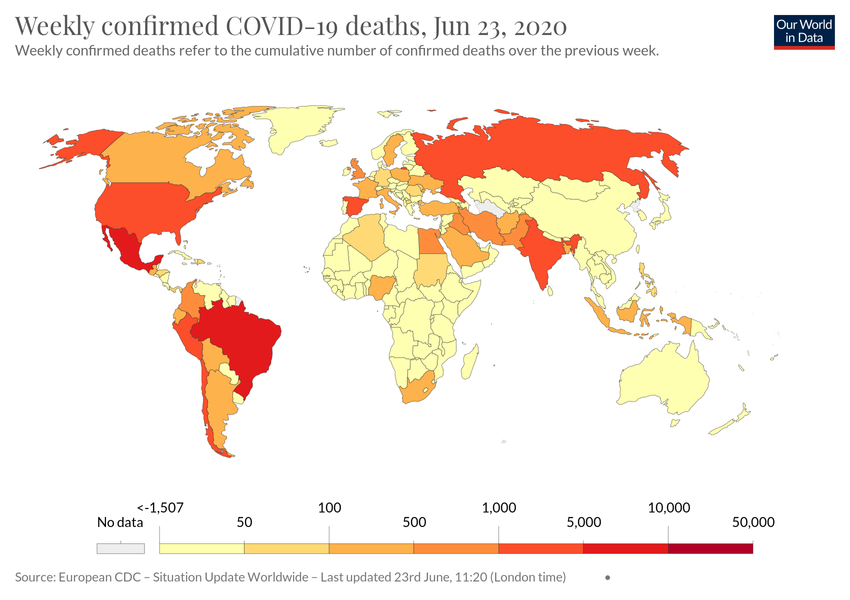 Weekly confirmed COVID-19 deaths, Jun 23, 2020
Weekly confirmed deaths refer to the cumulative number of confirmed deaths over the previous week.
Our World
in Data
<-1,507 100 1,000 10,000
No data 50 500 5,000 50,000
Source: European CDC – Situation Update Worldwide – Last updated 23rd June, 11:20 (London time)